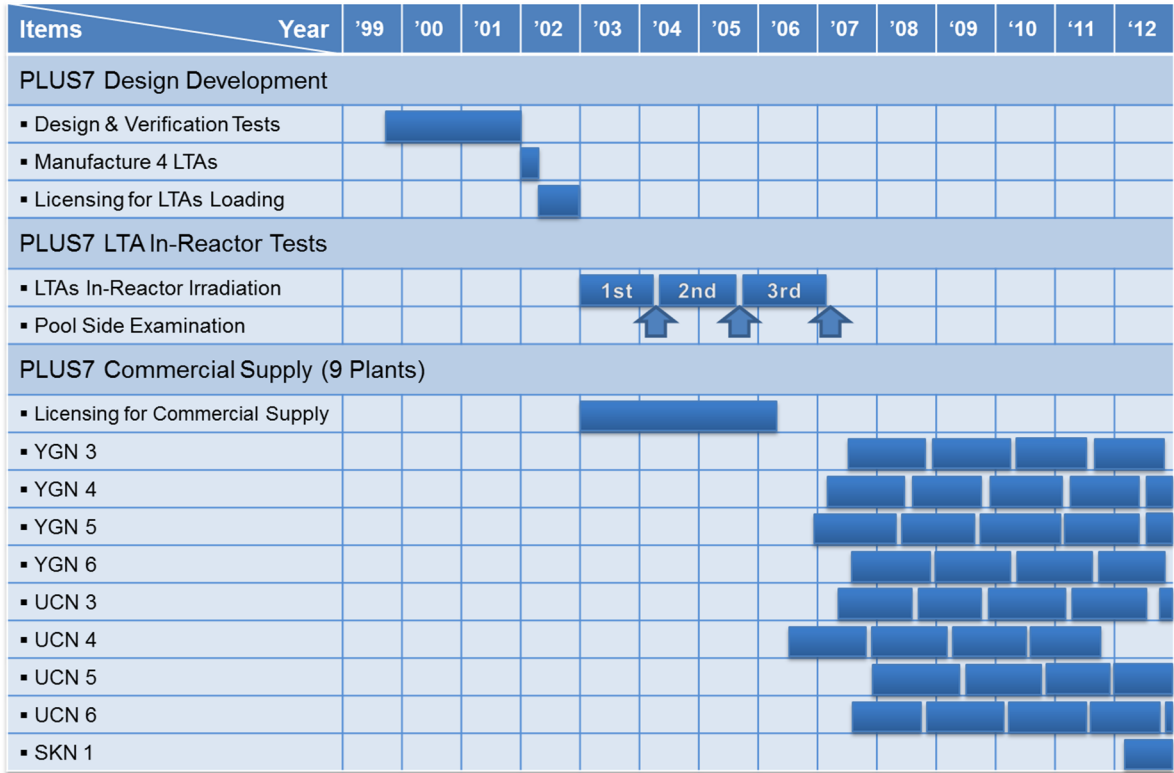 Items Year ’99 ’00 ’01 ’02 ’03 ’04 ’05 ’06 ’07 ’08 ‘09 ’10 ‘11 ‘12
PLUS7 Design Development
▪ Design & Verification Tests
▪ Manufacture 4 LTAs
▪ Licensing for LTAs Loading
PLUS7 LTA In-Reactor Tests
▪ LTAs In-Reactor Irradiation 1st 2nd 3rd
▪ Pool Side Examination
PLUS7 Commercial Supply (9 Plants)
▪ Licensing for Commercial Supply
▪ YGN 3
▪ YGN 4
▪ YGN 5
▪ YGN 6
▪ UCN 3
▪ UCN 4
▪ UCN 5
▪ UCN 6
▪ SKN 1